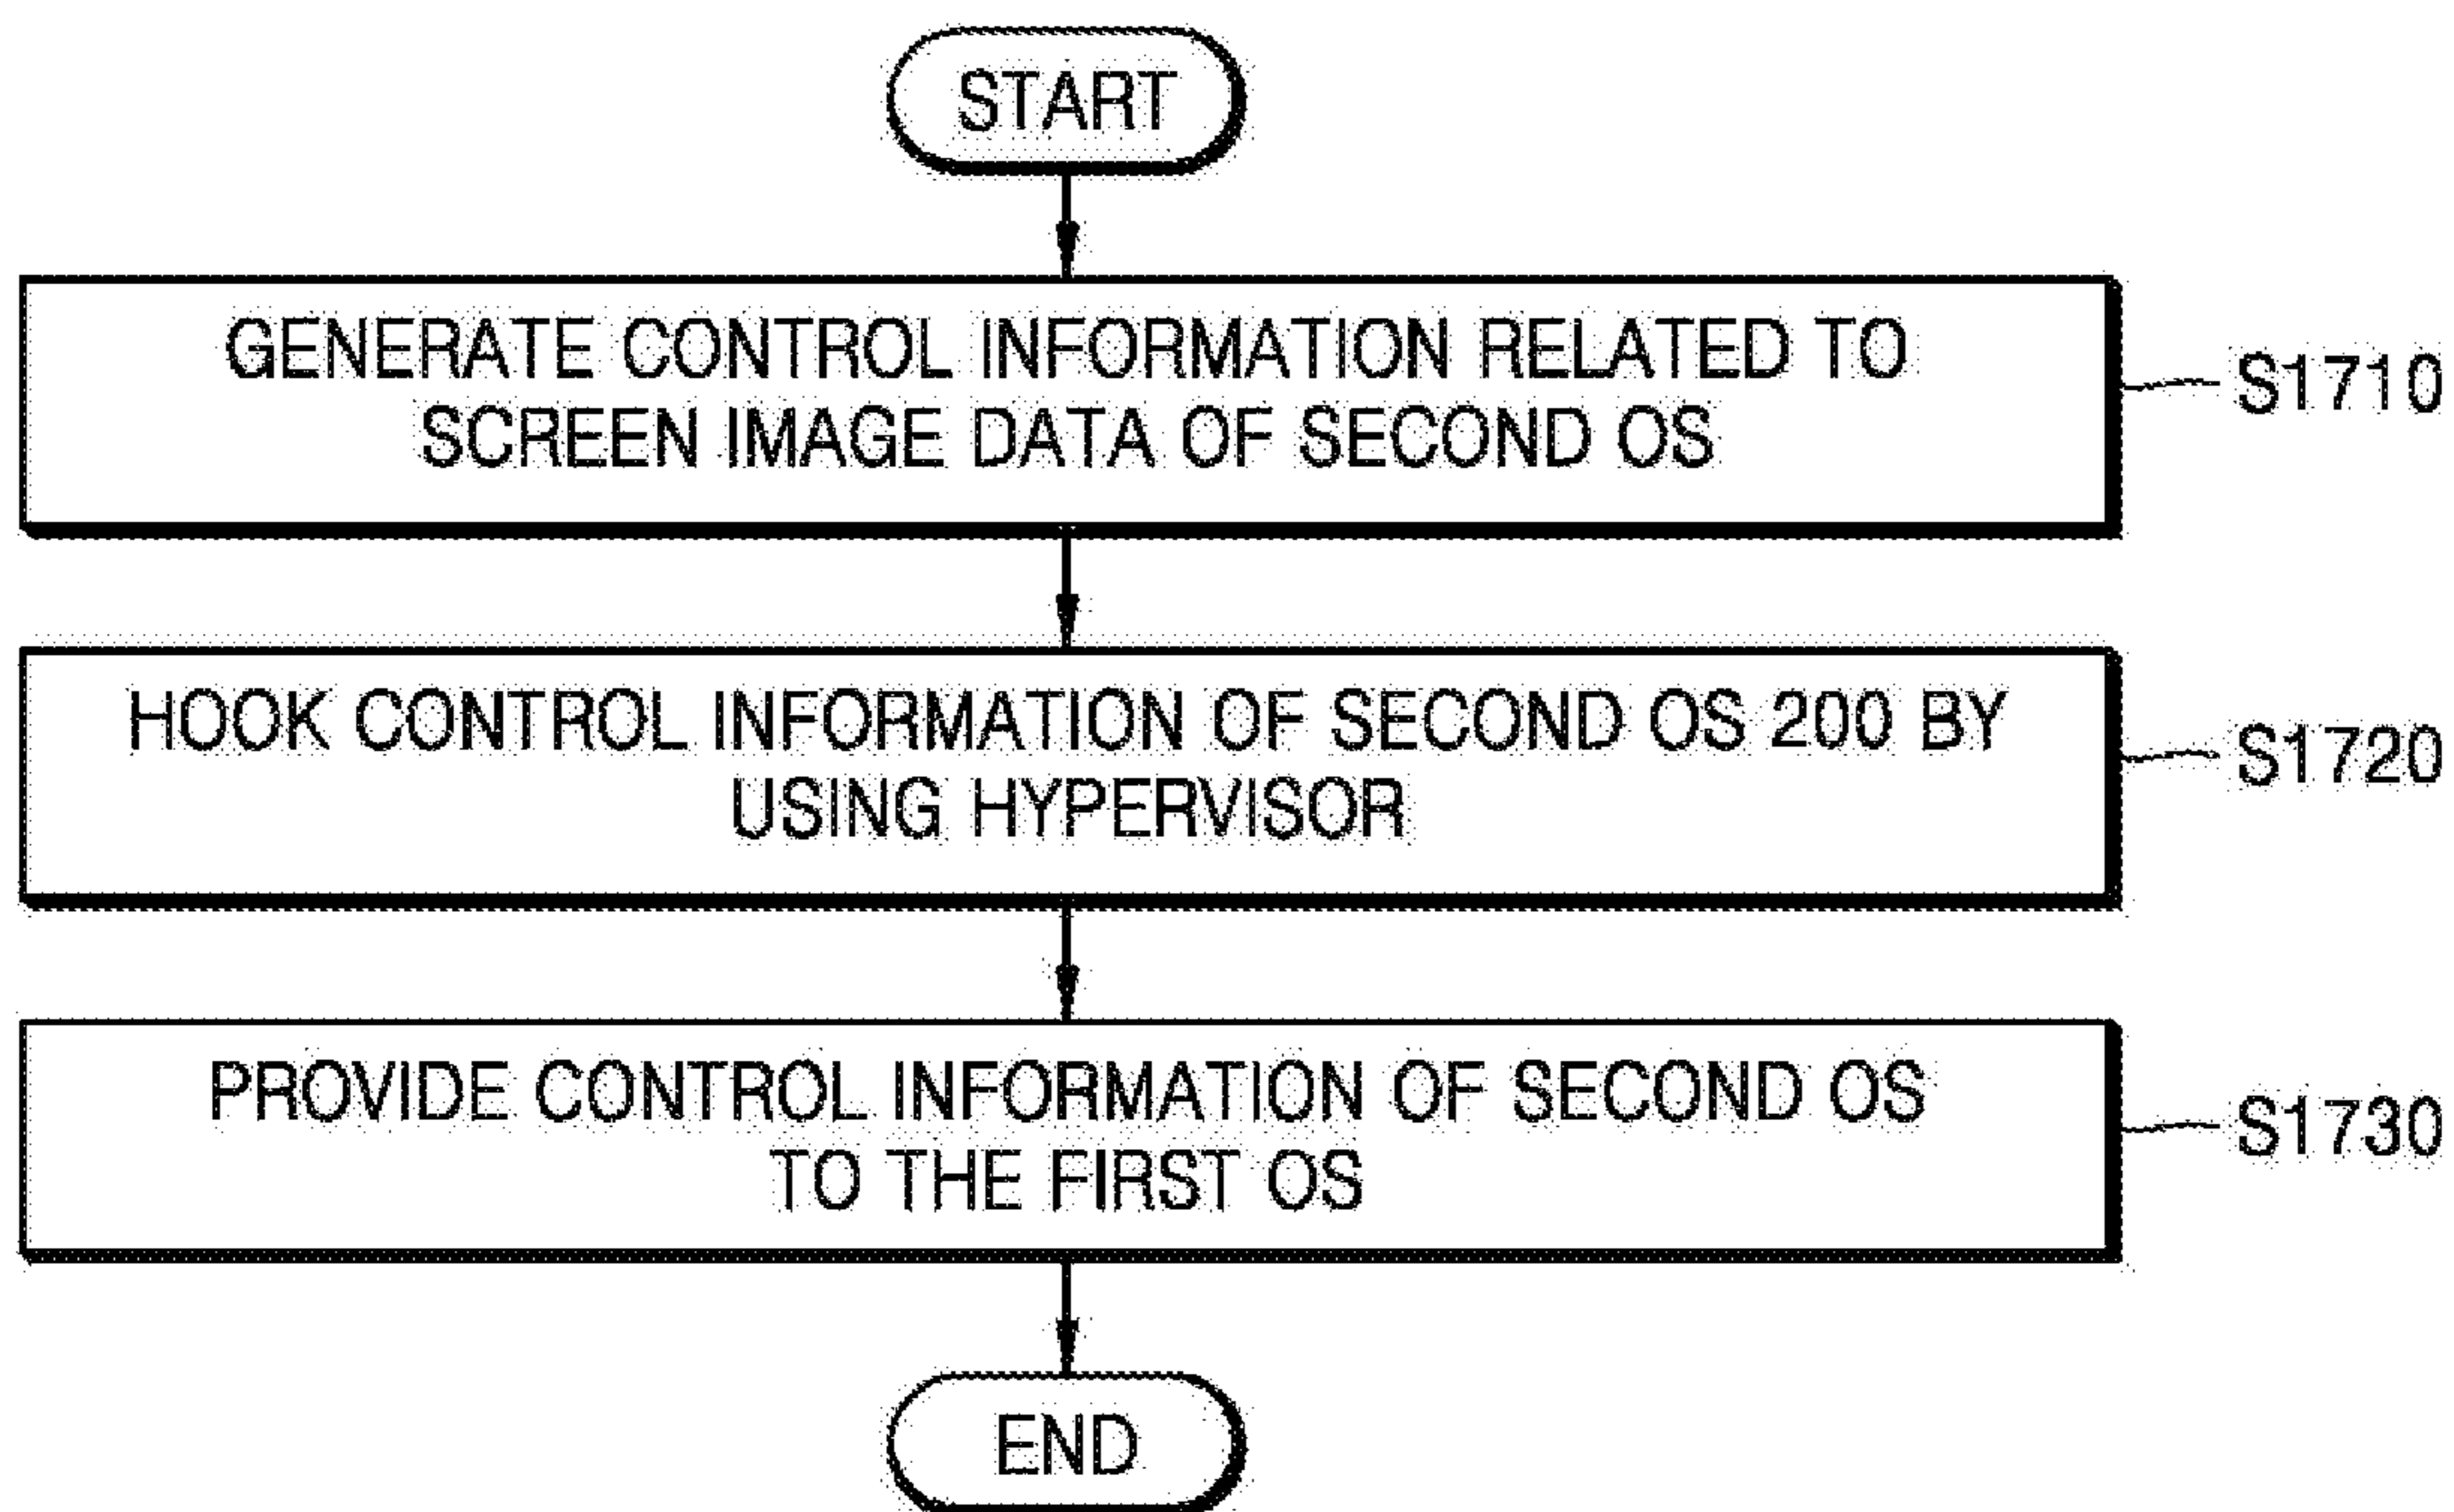 START
GENERATE CONTROL INFORMATION RELATED TO
SCREEN IMAGE DATA OF SECOND OS
S1710
HOOK CONTROL INFORMATION OF SECOND OS 200 BY
USING HYPERVISOR
S1720
PROVIDE CONTROL INFORMATION OF SECOND OS
TO THE FIRST OS
S1730
END